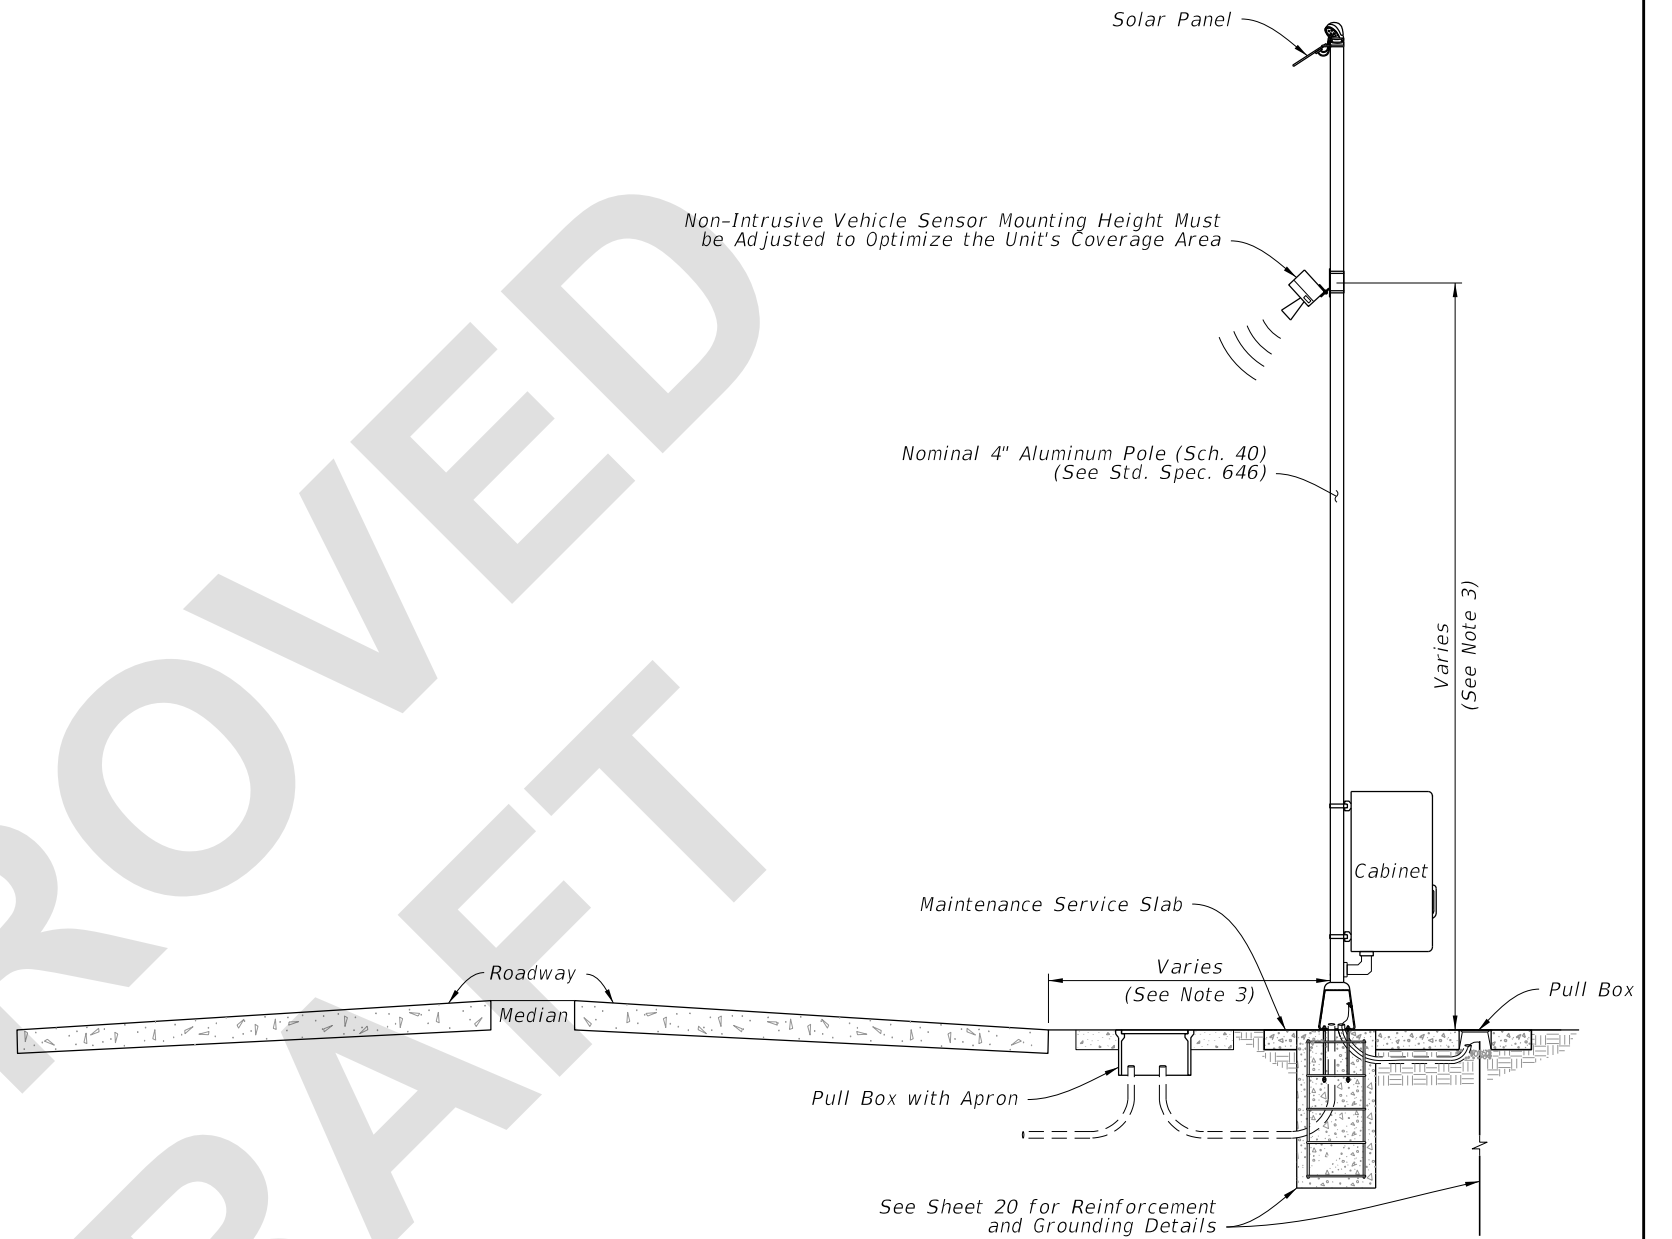 Solar Panel
Non-Intrusive Vehicle Sensor Mounting Height Must
be Adjusted to Optimize the Unit's Coverage Area
Nominal 4" Aluminum Pole (Sch. 40)
(See Std. Spec. 646)
Varies
(See Note 3)
Cabinet
Maintenance Service Slab
Varies
(See Note 3)
Roadway
Median
Pull Box
Pull Box with Apron
See Sheet 20 for Reinforcement
and Grounding Details
ROVED
RAFT